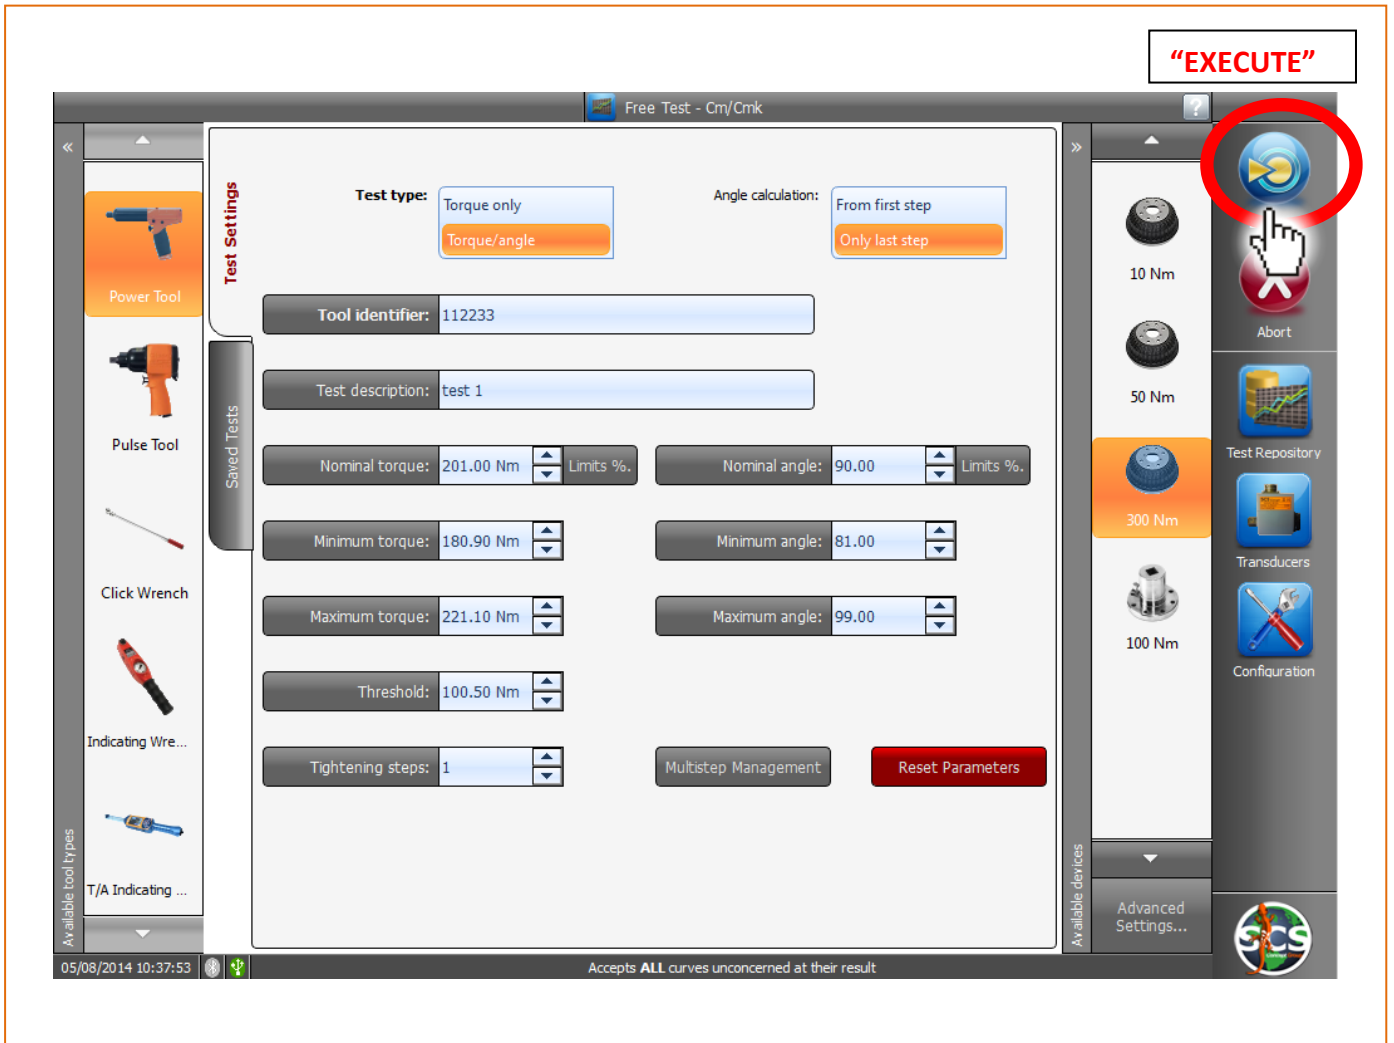 “EXECUTE”
Free Test - Cm/Cmk
?
«
»
Power Tool
Pulse Tool
Click Wrench
Indicating Wre...
T/A Indicating ...
Available tool types
Test Settings
Saved Tests
Test type:
Torque only
Torque/angle
Angle calculation:
From first step
Only last step
Tool identifier: 112233
Test description: test 1
Nominal torque: 201.00 Nm Limits %.
Nominal angle: 90.00 Limits %.
Minimum torque: 180.90 Nm
Minimum angle: 81.00
Maximum torque: 221.10 Nm
Maximum angle: 99.00
Threshold: 100.50 Nm
Tightening steps: 1
Multistep Management
Reset Parameters
Available devices
10 Nm
50 Nm
300 Nm
100 Nm
Advanced
Settings...
Abort
Test Repository
Transducers
Configuration
SCS
05/08/2014 10:37:53
Accepts ALL curves unconcerned at their result